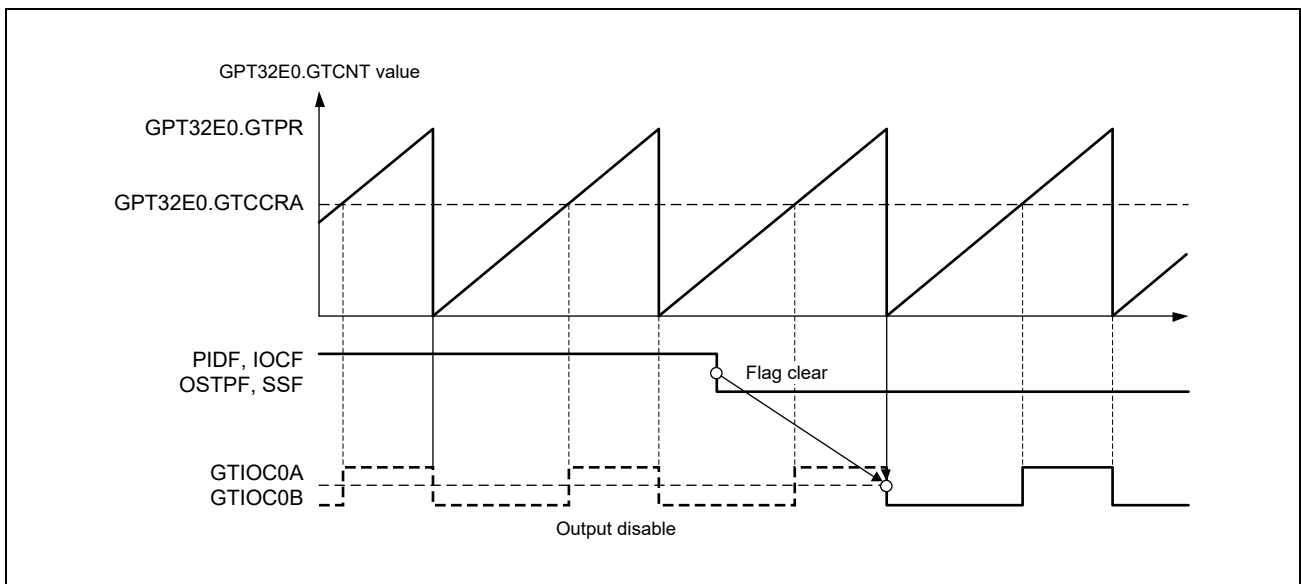 GPT32E0.GTCNT value
GPT32E0.GTPR
GPT32E0.GTCCRA
PIDF, IOCF
OSTPF, SSF
Flag clear
GTIOC0A
GTIOC0B
Output disable